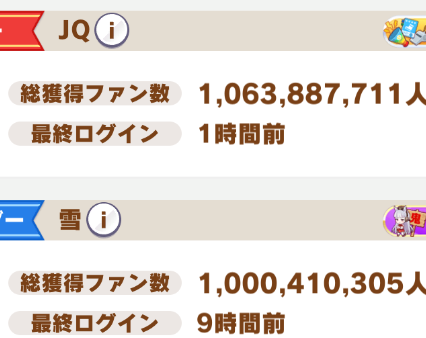 JQ i
総獲得ファン数 1,063,887,711人
最終ログイン 1時間前
ー 雪 i
総獲得ファン数 1,000,410,305人
最終ログイン 9時間前